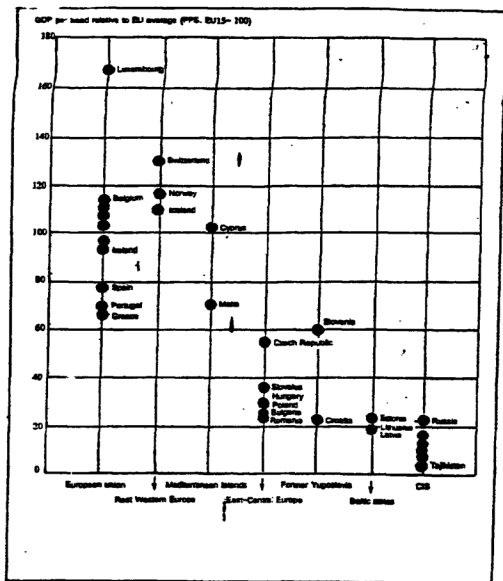 GDP per head relative to EU average (PPS. EU15= 100)
180
160
140
120
100
80
60
40
20
0
Luxembourg
Switzerland
Belgium
Norway
Iceland
Cyprus
Ireland
Spain
Malta
Portugal
Greece
Slovenia
Czech Republic
Slovakia
Hungary
Poland
Bulgaria
Romania
Croatia
Estonia
Lithuania
Latvia
Russia
Tajikistan
European union
Mediterranean Islands
Former Yugoslavia
Baltic states
CIS
Rest Western Europe
East-Central Europe